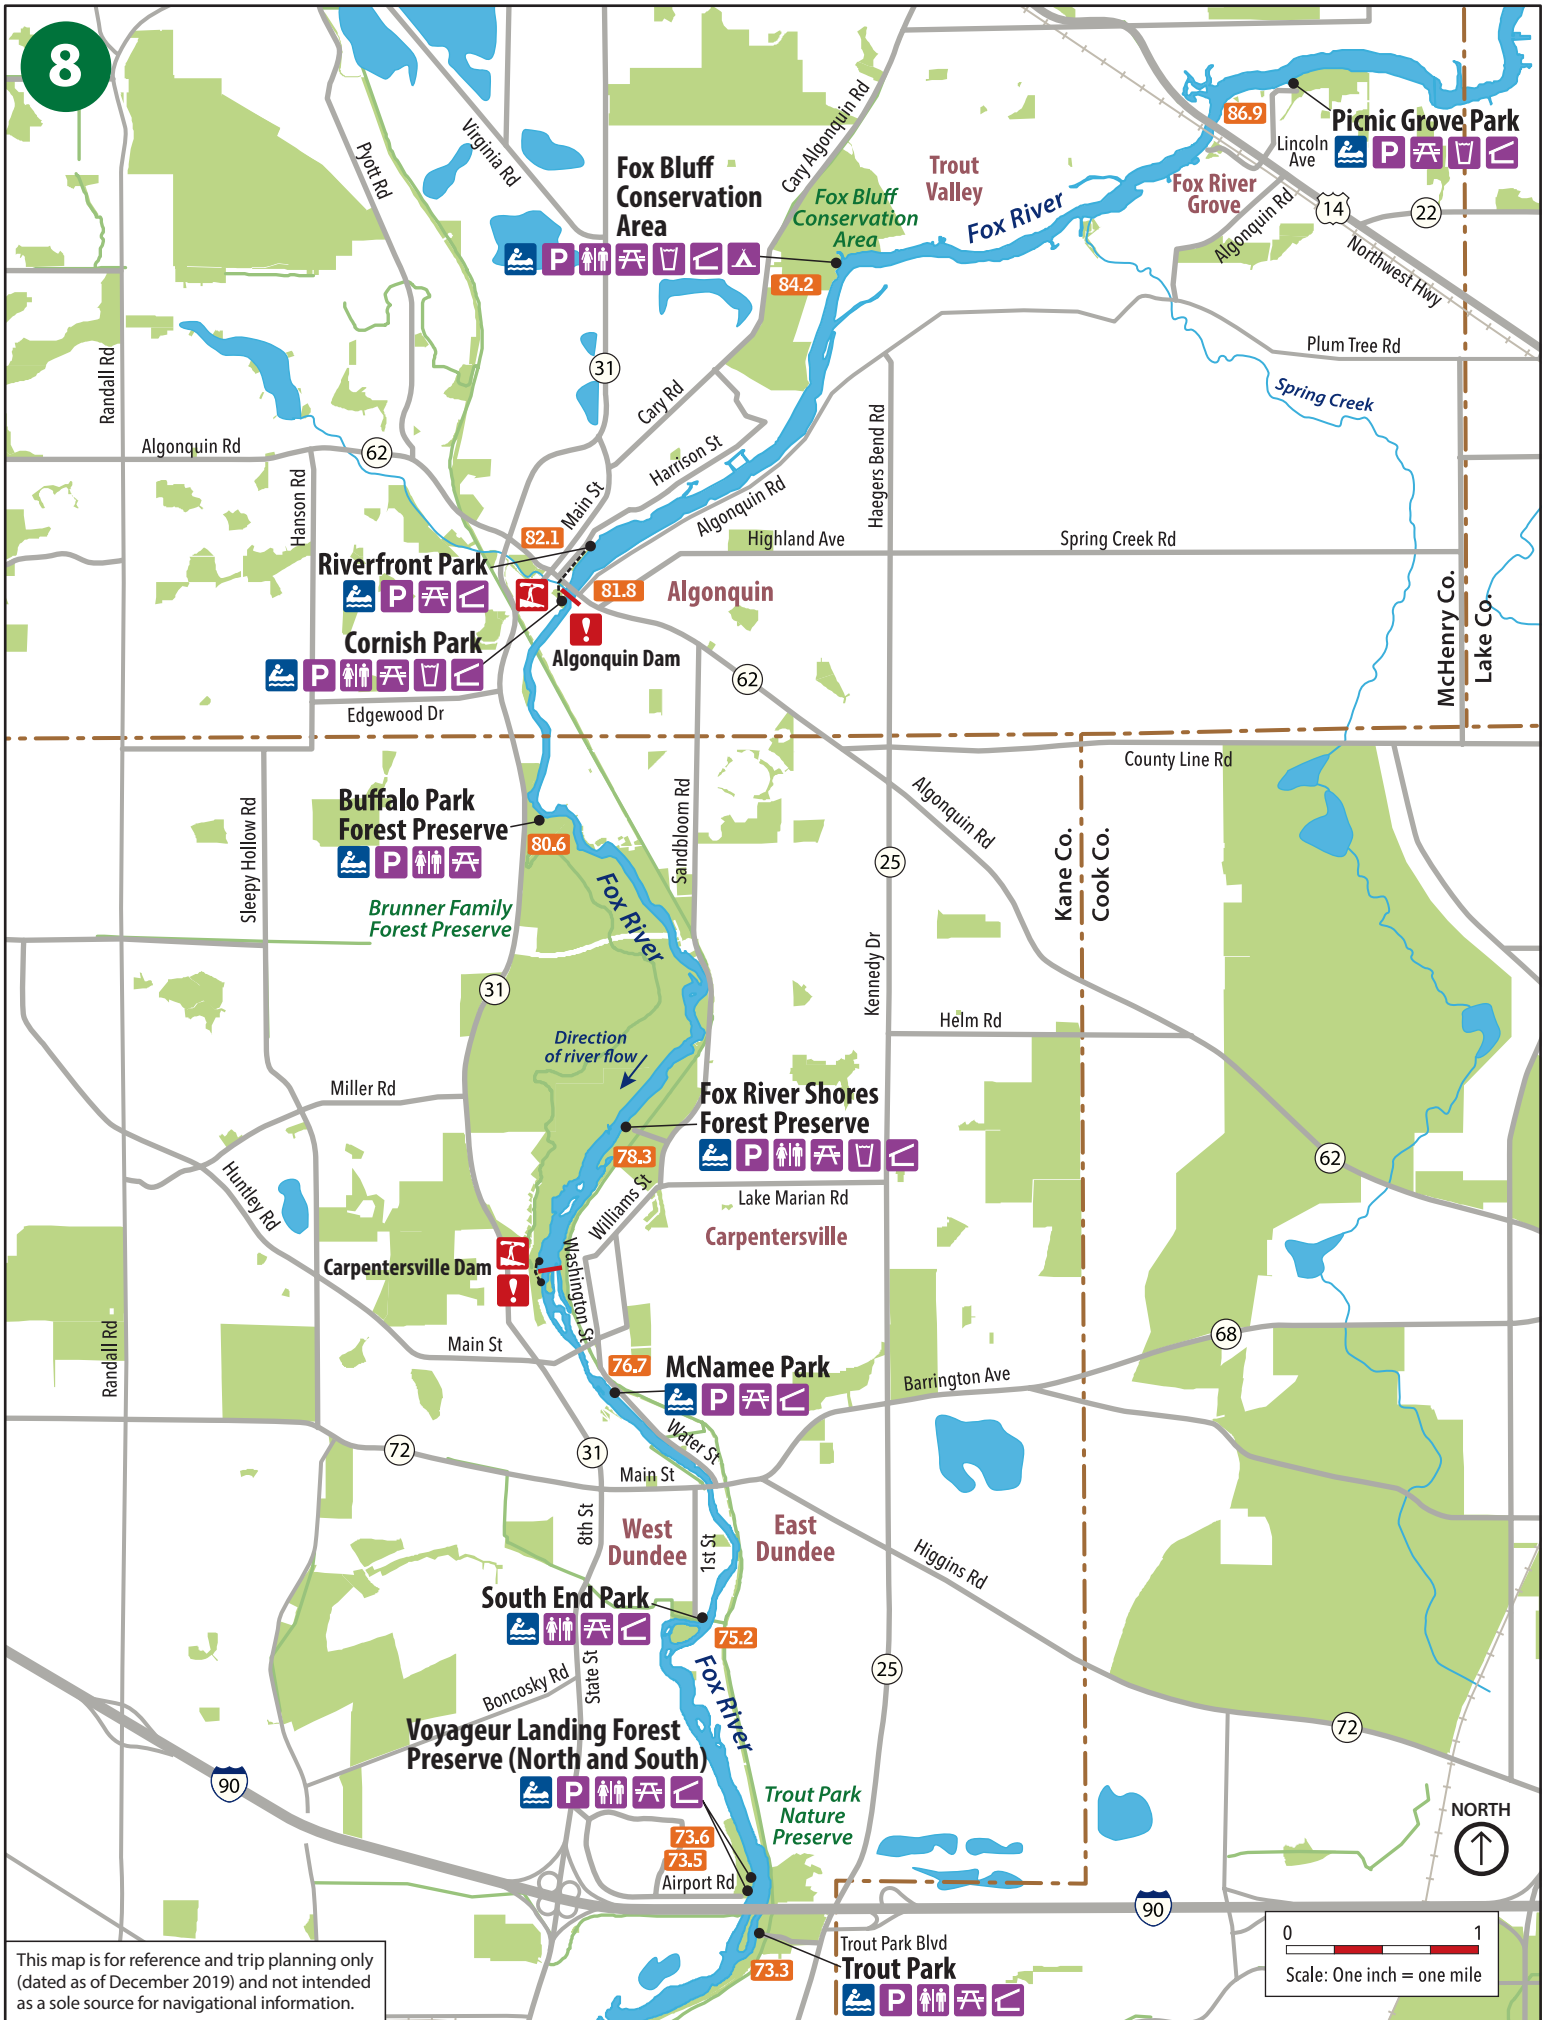 8
Pyott Rd
Virginia Rd
Cary Algonquin Rd
Fox Bluff
Conservation
Area
P
Fox Bluff
Conservation
Area
84.2
Trout
Valley
Fox River
86.9
Picnic Grove Park
P
Lincoln
Ave
Fox River
Grove
Algonquin Rd
14
22
Northwest Hwy
Plum Tree Rd
Spring Creek
Randall Rd
31
Cary Rd
Harrison St
Algonquin Rd
62
Hanson Rd
Main St
Algonquin Rd
Haegers Bend Rd
Highland Ave
Spring Creek Rd
82.1
Riverfront Park
P
81.8
Algonquin
Cornish Park
P
!
Algonquin Dam
62
Edgewood Dr
McHenry Co.
Lake Co.
County Line Rd
Sleepy Hollow Rd
Buffalo Park
Forest Preserve
P
80.6
Sandbloom Rd
Algonquin Rd
25
Kane Co.
Cook Co.
Brunner Family
Forest Preserve
Fox River
31
Kennedy Dr
Helm Rd
Direction
of river flow
Miller Rd
Fox River Shores
Forest Preserve
P
78.3
62
Huntley Rd
Williams St
Lake Marian Rd
Carpentersville
Carpentersville Dam
!
Washington St
Randall Rd
Main St
68
76.7
McNamee Park
P
Barrington Ave
72
31
Water St
Main St
8th St
West
Dundee
1st St
East
Dundee
Higgins Rd
South End Park
75.2
State St
Boncosky Rd
Fox River
25
Voyageur Landing Forest
Preserve (North and South)
P
72
90
Trout Park
Nature
Preserve
73.6
73.5
Airport Rd
NORTH
90
Trout Park Blvd
Trout Park
P
73.3
0 1
Scale: One inch = one mile
This map is for reference and trip planning only
(dated as of December 2019) and not intended
as a sole source for navigational information.